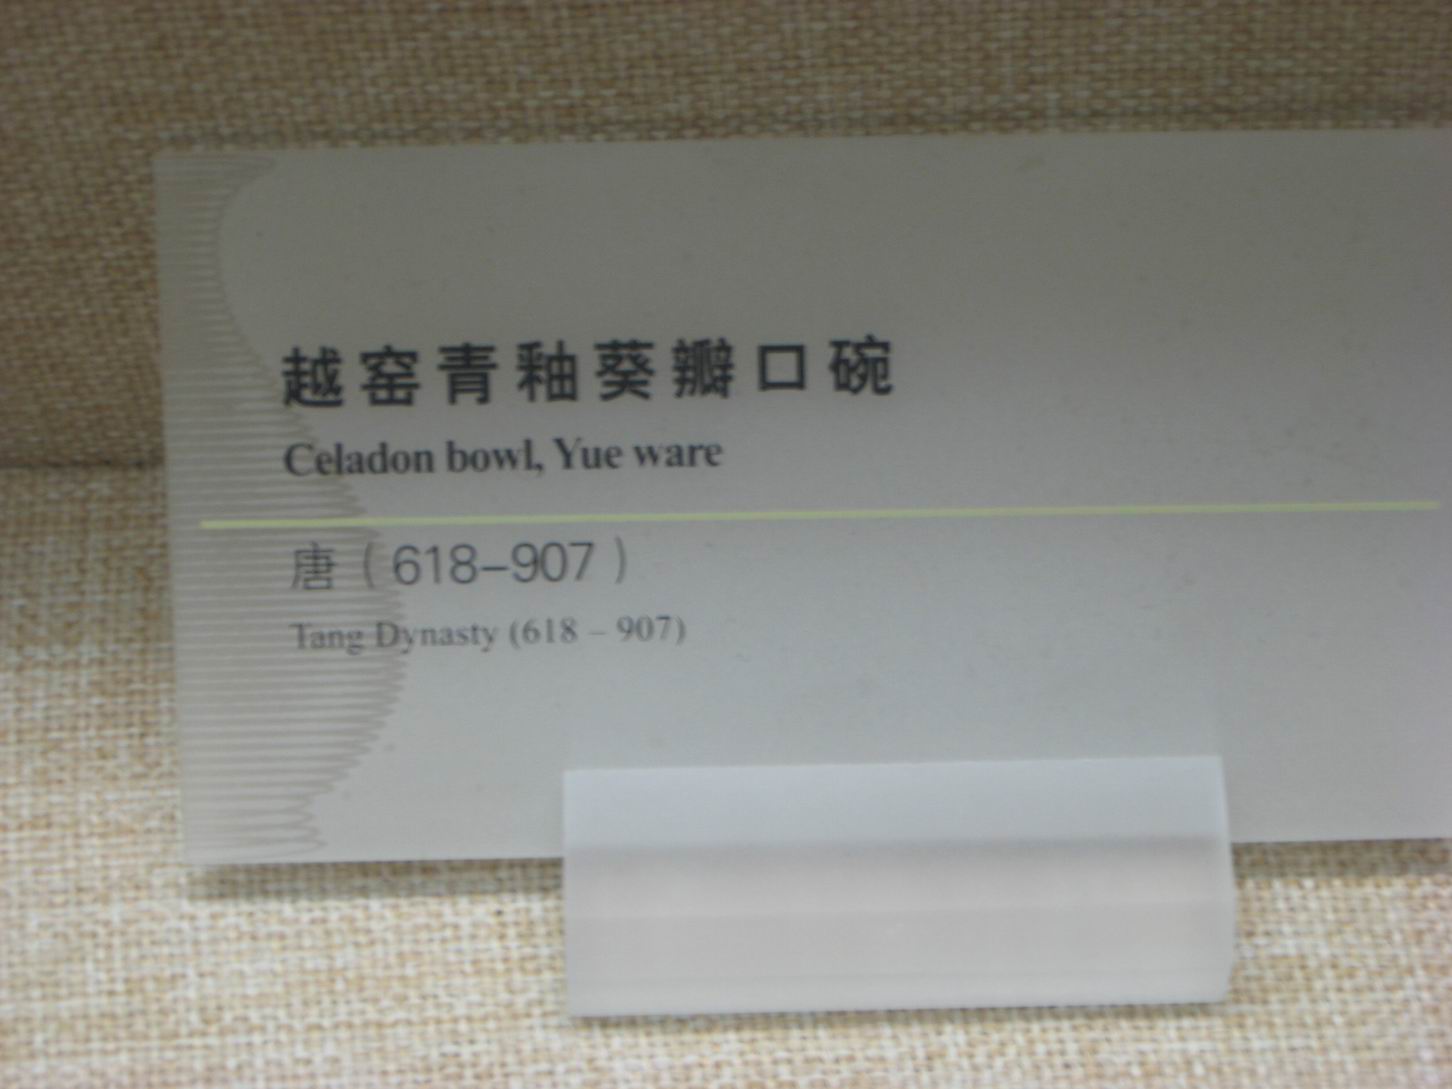 越窑青釉葵瓣口碗
Celadon bowl, Yue ware
唐（618–907）
Tang Dynasty (618 – 907)